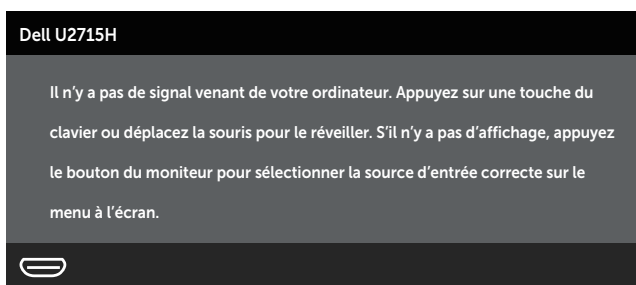 Dell U2715H
Il n’y a pas de signal venant de votre ordinateur. Appuyez sur une touche du
clavier ou déplacez la souris pour le réveiller. S’il n’y a pas d’affichage, appuyez
le bouton du moniteur pour sélectionner la source d’entrée correcte sur le
menu à l’écran.